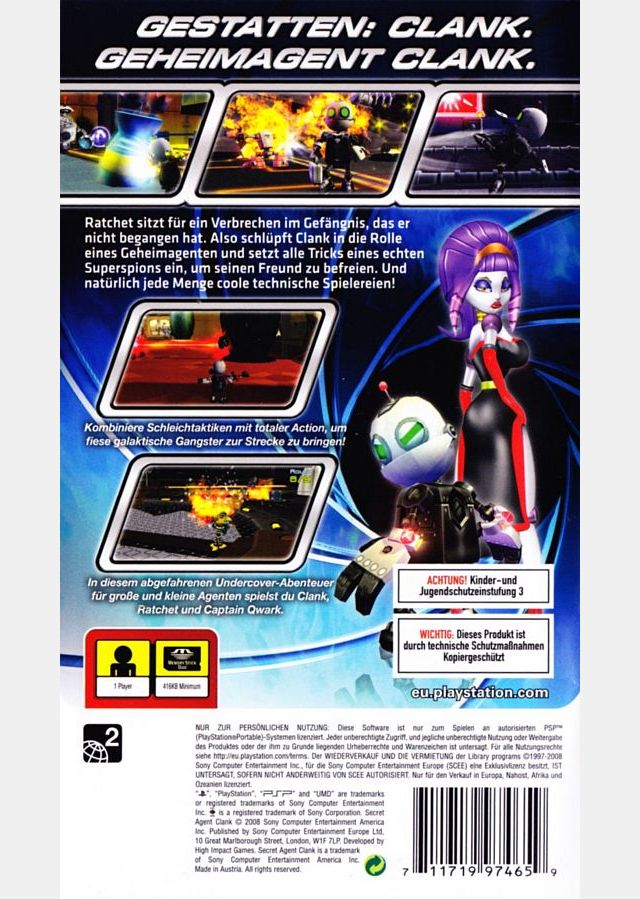 GESTATTEN: CLANK.
GEHEIMAGENT CLANK.
Ratchet sitzt für ein Verbrechen im Gefängnis, das er
nicht begangen hat. Also schlüpft Clank in die Rolle
eines Geheimagenten und setzt alle Tricks eines echten
Superspions ein, um seinen Freund zu befreien. Und
natürlich jede Menge coole technische Spielereien!
Kombiniere Schleichtaktiken mit totaler Action, um
fiese galaktische Gangster zur Strecke zu bringen!
In diesem abgefahrenen Undercover-Abenteuer
für große und kleine Agenten spielst du Clank,
Ratchet und Captain Qwark.
ACHTUNG! Kinder-und
Jugendschutzeinstufung 3
WICHTIG: Dieses Produkt ist
durch technische Schutzmaßnahmen
Kopiergeschützt
1 Player
MEMORY STICK
DUO
416KB Minimum
eu.playstation.com
2
NUR ZUR PERSÖNLICHEN NUTZUNG: Diese Software ist nur zum Spielen an autorisierten PSP™
(PlayStation®Portable)-Systemen lizenziert. Jeder unberechtigte Zugriff, und jegliche unberechtigte Nutzung oder Weitergabe
des Produktes oder der ihm zu Grunde liegenden Urheberrechte und Warenzeichen ist untersagt. Für alle Nutzungsrechte
siehe http://eu.playstation.com/terms. Der WIEDERVERKAUF UND DIE VERMIETUNG der Library programs ©1997-2008
Sony Computer Entertainment Inc., für die Sony Computer Entertainment Europe (SCEE) eine Exklusivlizenz besitzt, IST
UNTERSAGT, SOFERN NICHT ANDERWEITIG VON SCEE AUTORISIERT. Nur für den Verkauf in Europa, Nahost, Afrika und
Ozeanien lizenziert.
"PS", "PlayStation", "PSP" and "UMD" are trademarks
or registered trademarks of Sony Computer Entertainment
Inc. is a registered trademark of Sony Corporation. Secret
Agent Clank © 2008 Sony Computer Entertainment America
Inc. Published by Sony Computer Entertainment Europe Ltd,
10 Great Marlborough Street, London, W1F 7LP. Developed by
High Impact Games. Secret Agent Clank is a trademark
of Sony Computer Entertainment America Inc.
Made in Austria. All rights reserved.
7 11719 97465 9